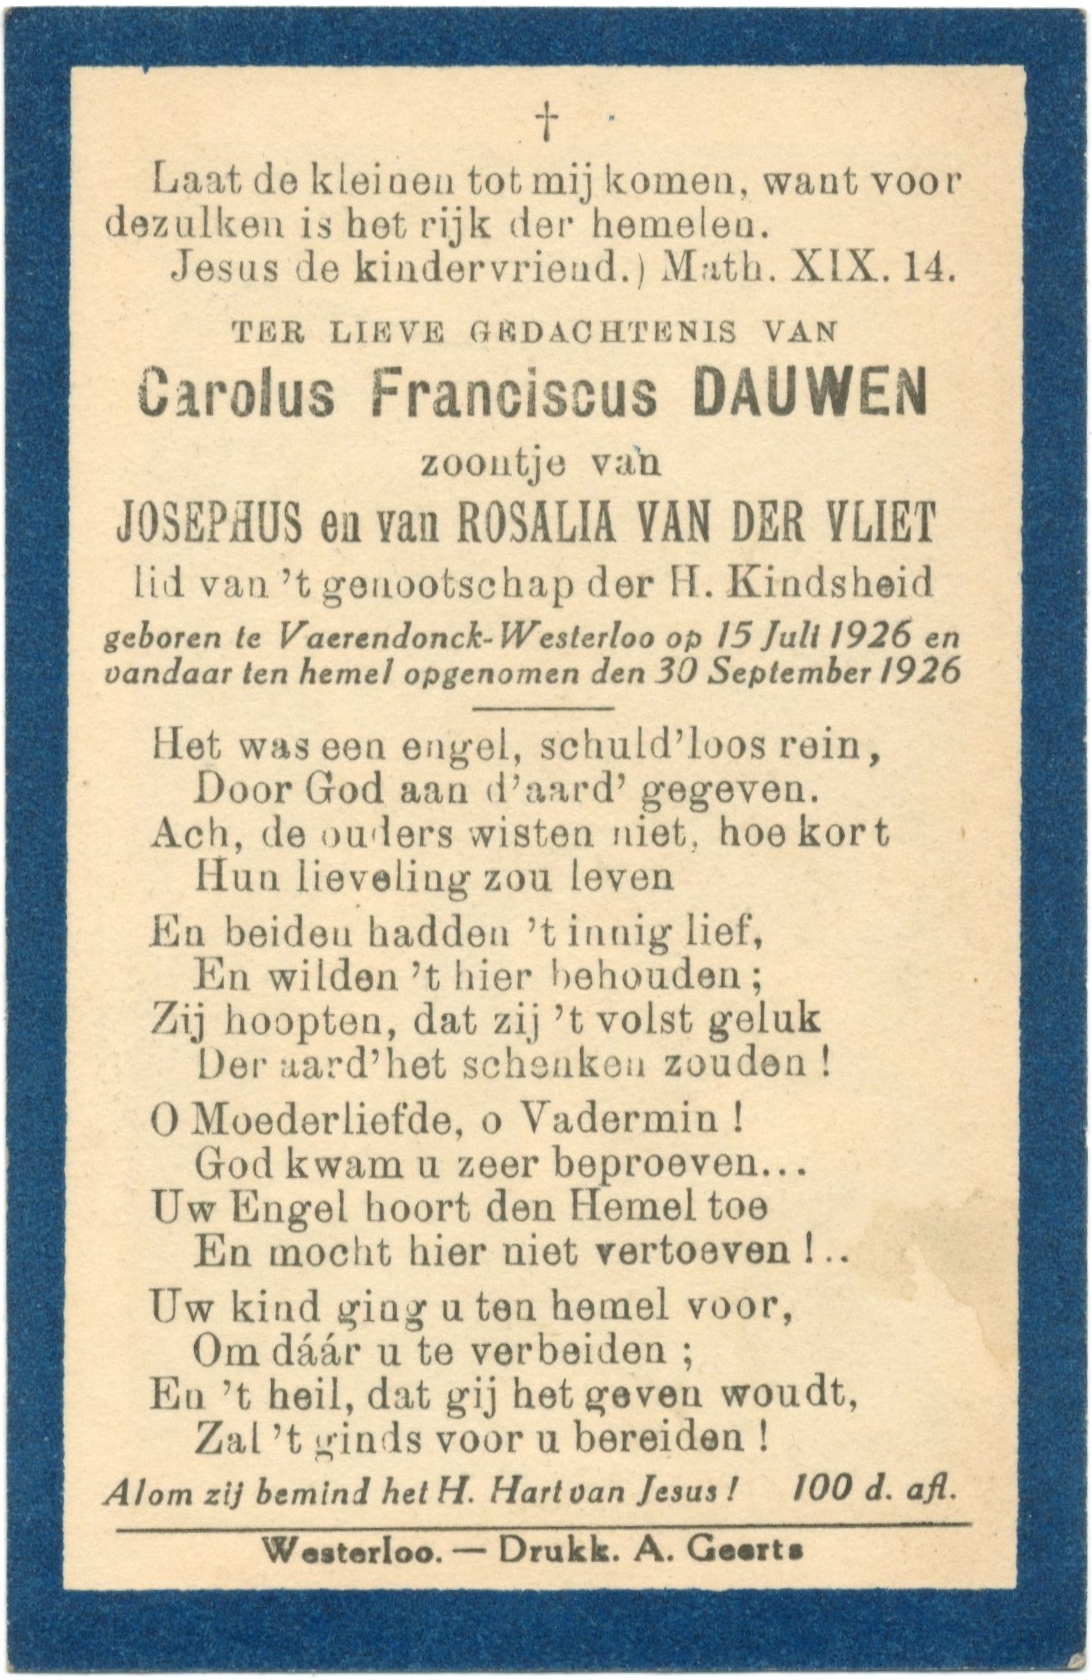 †
Laat de kleinen tot mij komen, want voor
dezulken is het rijk der hemelen.
Jesus de kindervriend.) Math. XIX. 14.
TER LIEVE GEDACHTENIS VAN
Carolus Franciscus DAUWEN
zoontje van
JOSEPHUS en van ROSALIA VAN DER VLIET
lid van 't genootschap der H. Kindsheid
geboren te Vaerendonck-Westerloo op 15 Juli 1926 en
vandaar ten hemel opgenomen den 30 September 1926
Het was een engel, schuld'loos rein,
Door God aan d'aard' gegeven.
Ach, de ouders wisten niet, hoe kort
Hun lieveling zou leven
En beiden hadden 't innig lief,
En wilden 't hier behouden ;
Zij hoopten, dat zij 't volst geluk
Der aard'het schenken zouden !
O Moederliefde, o Vadermin !
God kwam u zeer beproeven...
Uw Engel hoort den Hemel toe
En mocht hier niet vertoeven !..
Uw kind ging u ten hemel voor,
Om dáár u te verbeiden ;
En 't heil, dat gij het geven woudt,
Zal 't ginds voor u bereiden !
Alom zij bemind het H. Hart van Jesus ! 100 d. afl.
Westerloo. — Drukk. A. Geerts